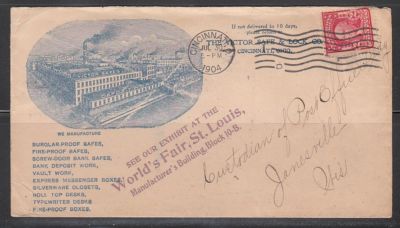 If not delivered in 10 days,
please return to
THE VICTOR SAFE & LOCK CO.
CINCINNATI, OHIO.
CINCINNATI, O.
JUL 30
6-PM
1904
WE MANUFACTURE
BURGLAR-PROOF SAFES,
FIRE-PROOF SAFES,
SCREW-DOOR BANK SAFES,
BANK DEPOSIT WORK,
VAULT WORK,
EXPRESS MESSENGER BOXES,
SILVERWARE CLOSETS,
ROLL TOP DESKS,
TYPEWRITER DESKS
FIRE-PROOF BOXES.
SEE OUR EXHIBIT AT THE
World's Fair, St. Louis,
Manufacturer's Building, Block 10-B.
Custodian of Post Office
Janesville
Wis